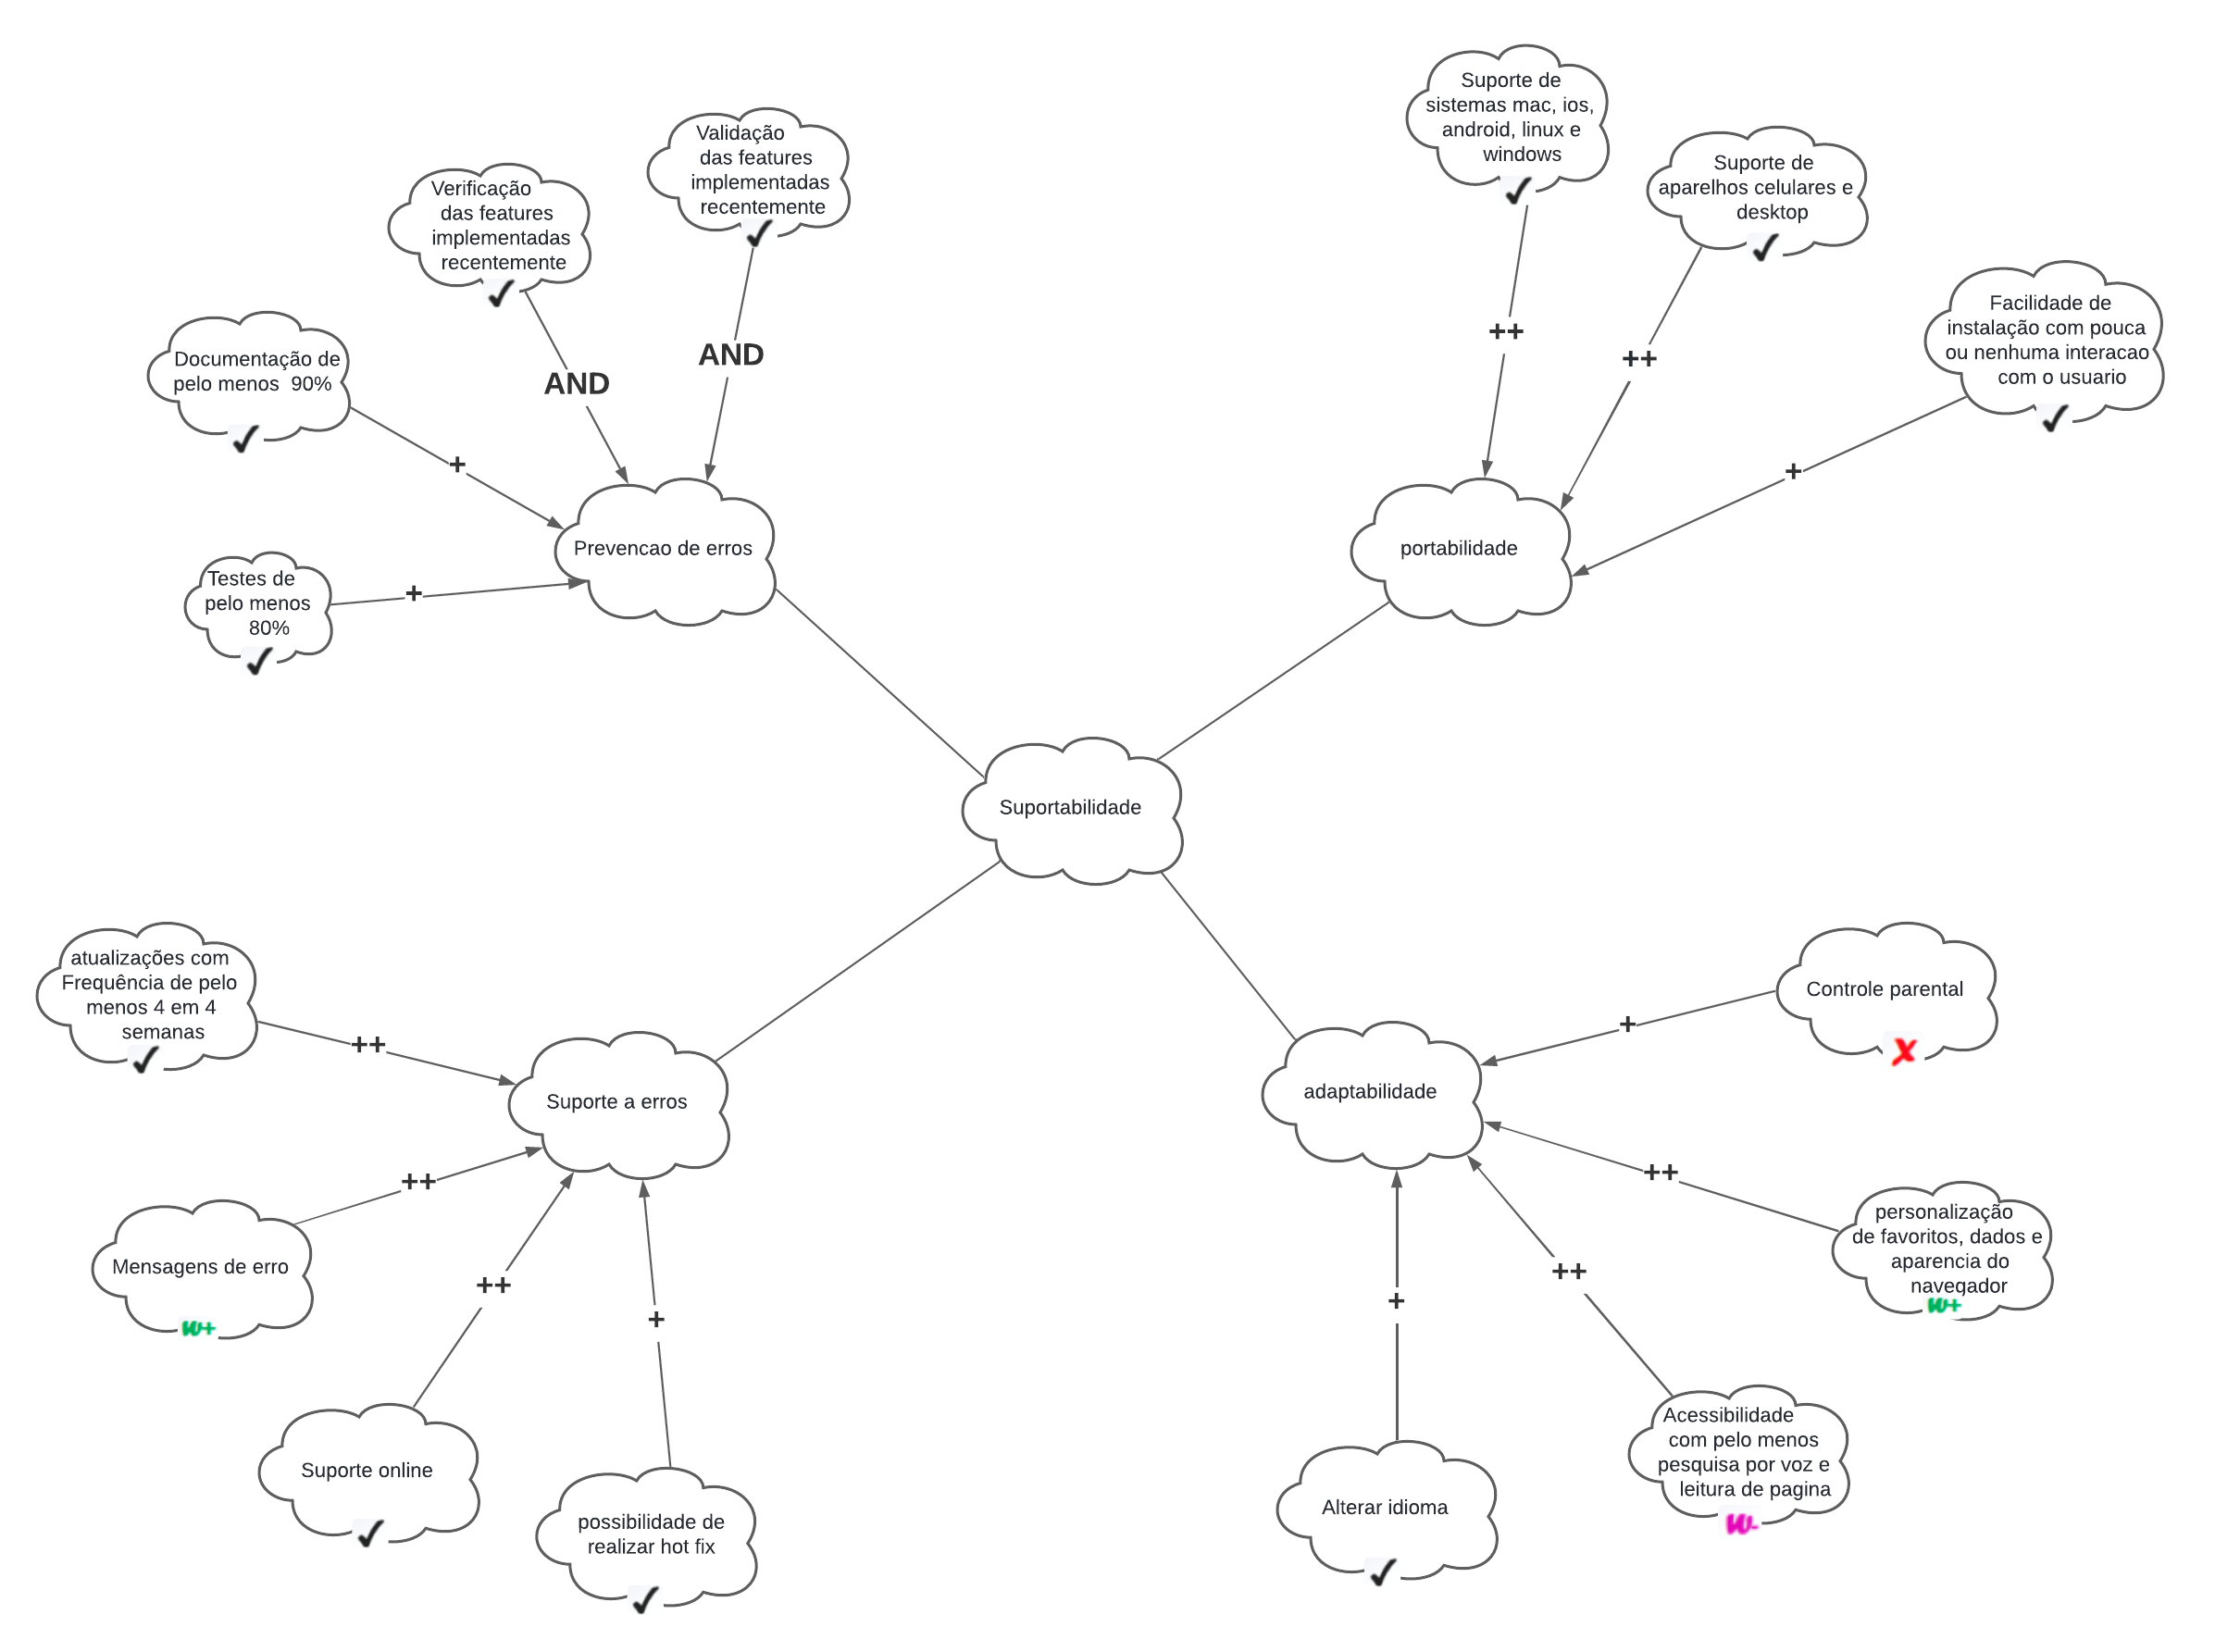 Suporte de
sistemas mac, ios,
android, linux e
windows
Validação
das features
implementadas
recentemente
Suporte de
aparelhos celulares e
desktop
Verificação
das features
implementadas
recentemente
Facilidade de
instalação com pouca
ou nenhuma interacao
com o usuario
Documentação de
pelo menos 90%
++
AND
++
AND
+
+
Prevencao de erros
portabilidade
Testes de
pelo menos
80%
+
Suportabilidade
atualizações com
Frequência de pelo
menos 4 em 4
semanas
Controle parental
+
++
Suporte a erros
adaptabilidade
++
++
Mensagens de erro
w+
personalização
de favoritos, dados e
aparencia do
navegador
w+
++
+
+
++
Suporte online
possibilidade de
realizar hot fix
Alterar idioma
Acessibilidade
com pelo menos
pesquisa por voz e
leitura de pagina
w-